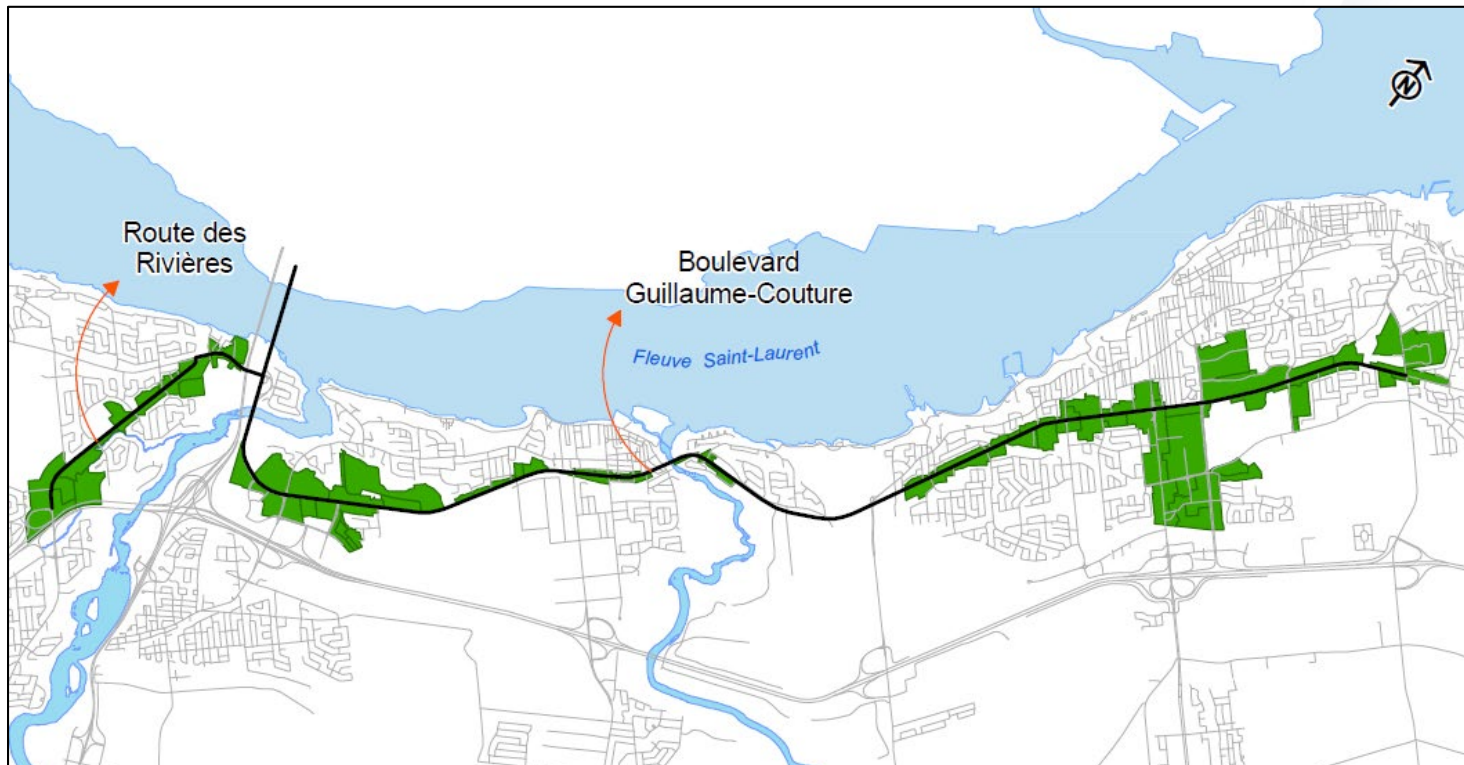 N
Route des
Rivières
Boulevard
Guillaume-Couture
Fleuve Saint-Laurent